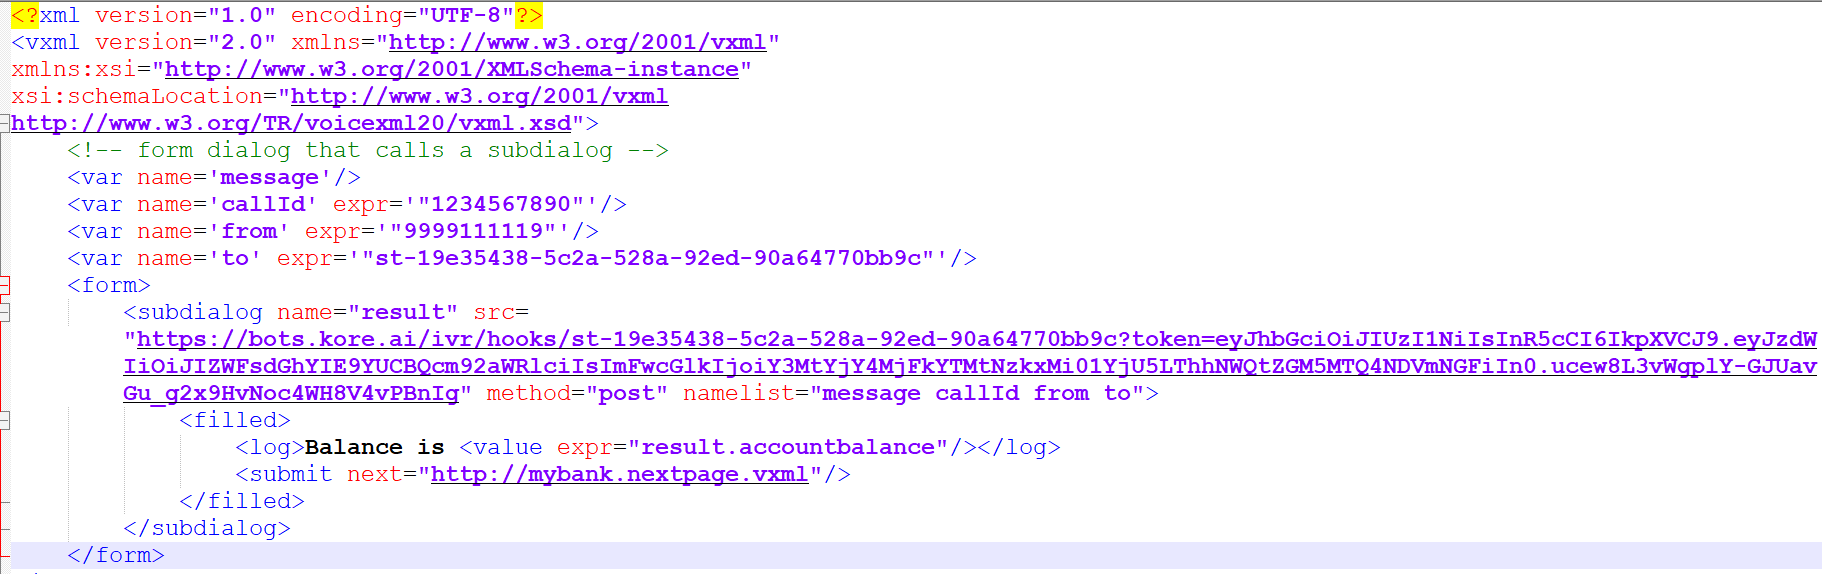 <?xml version="1.0" encoding="UTF-8"?>
<vxml version="2.0" xmlns="http://www.w3.org/2001/vxml"
xmlns:xsi="http://www.w3.org/2001/XMLSchema-instance"
xsi:schemaLocation="http://www.w3.org/2001/vxml
http://www.w3.org/TR/voicexml20/vxml.xsd">
<!-- form dialog that calls a subdialog -->
<var name='message'/>
<var name='callId' expr='"1234567890"'/>
<var name='from' expr='"9999111119"'/>
<var name='to' expr='"st-19e35438-5c2a-528a-92ed-90a64770bb9c"'/>
<form>
<subdialog name="result" src=
"https://bots.kore.ai/ivr/hooks/st-19e35438-5c2a-528a-92ed-90a64770bb9c?token=eyJhbGciOiJIUzI1NiIsInR5cCI6IkpXVCJ9.eyJzdW
IiOiJIZWFsdGhYIE9YUCBQcm92aWRlciIsImFwcGlkIjoiY3MtYjY4MjFkYTMtNzkxMi01YjU5LThhNWQtZGM5MTQ4NDVmNGFiIn0.ucew8L3vWgplY-GJUav
Gu_g2x9HvNoc4WH8V4vPBnIg" method="post" namelist="message callId from to">
<filled>
<log>Balance is <value expr="result.accountbalance"/></log>
<submit next="http://mybank.nextpage.vxml"/>
</filled>
</subdialog>
</form>